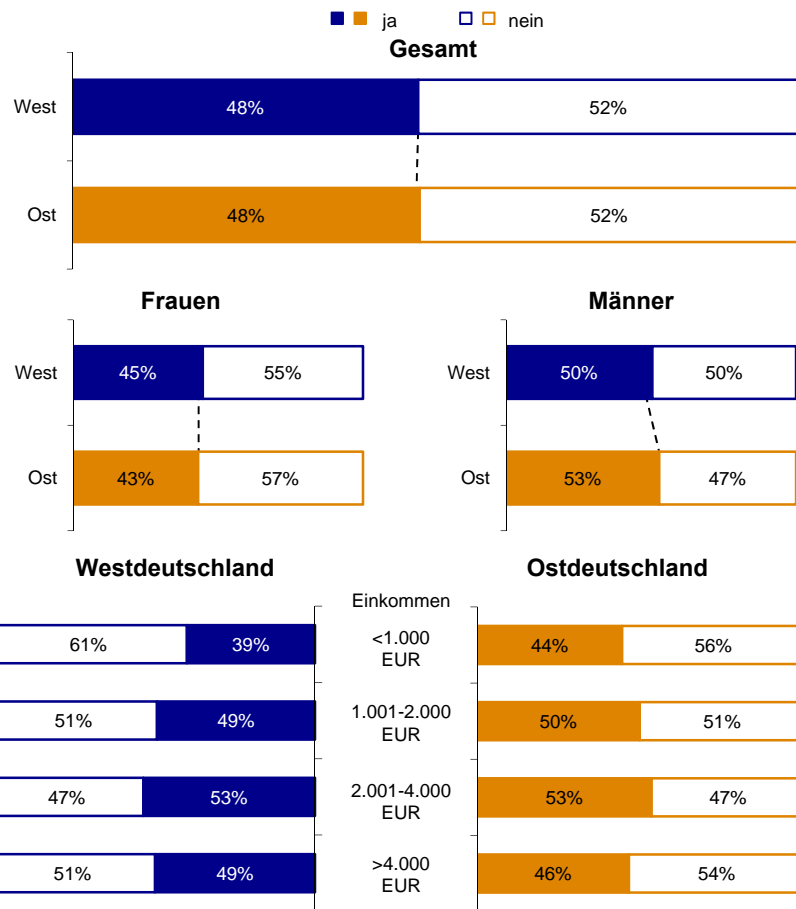 ja nein
Gesamt
West 48% 52%
Ost 48% 52%
Frauen
West 45% 55%
Ost 43% 57%
Männer
West 50% 50%
Ost 53% 47%
Westdeutschland Ostdeutschland
Einkommen
61% 39% <1.000 44% 56%
EUR
51% 49% 1.001-2.000 50% 51%
EUR
47% 53% 2.001-4.000 53% 47%
EUR
51% 49% >4.000 46% 54%
EUR